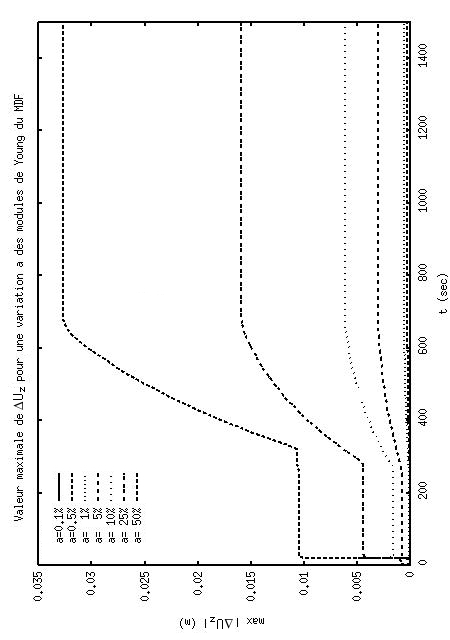 Valeur maximale de ΔUz pour une variation a des modules de Young du MDF
a=0.1%
a=0.5%
a= 1%
a= 5%
a= 10%
a= 25%
a= 50%
0.035
0.03
0.025
0.02
0.015
0.01
0.005
0
max |ΔUz| (m)
0
200
400
600
800
1000
1200
1400
t (sec)